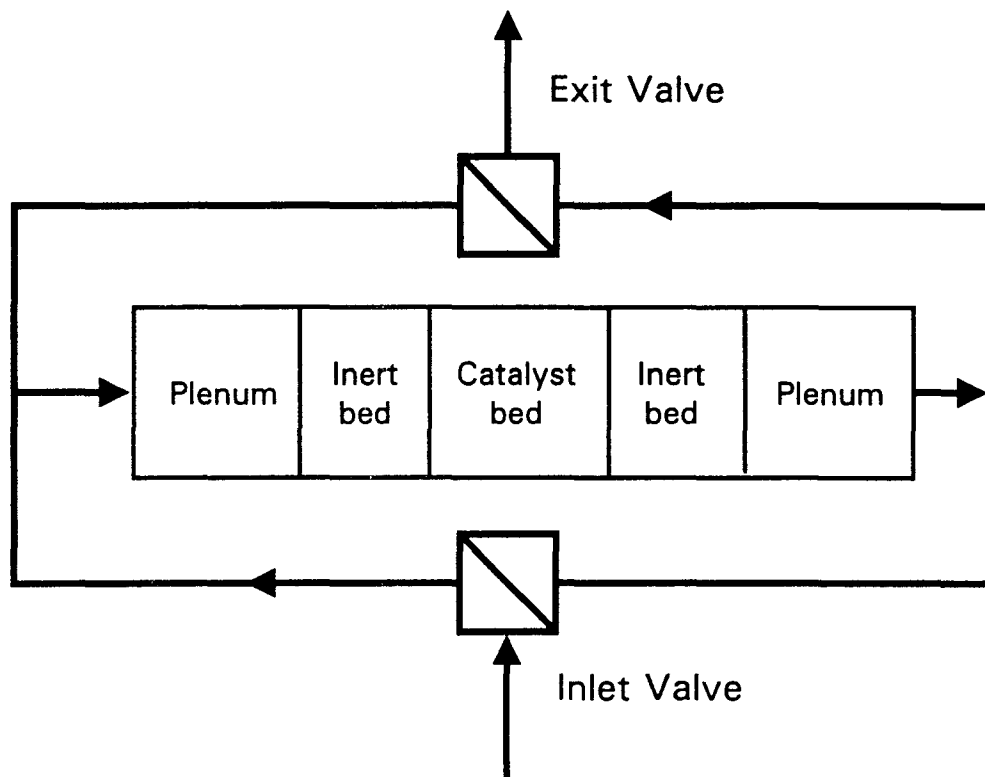 Exit Valve
Plenum
Inert
bed
Catalyst
bed
Inert
bed
Plenum
Inlet Valve